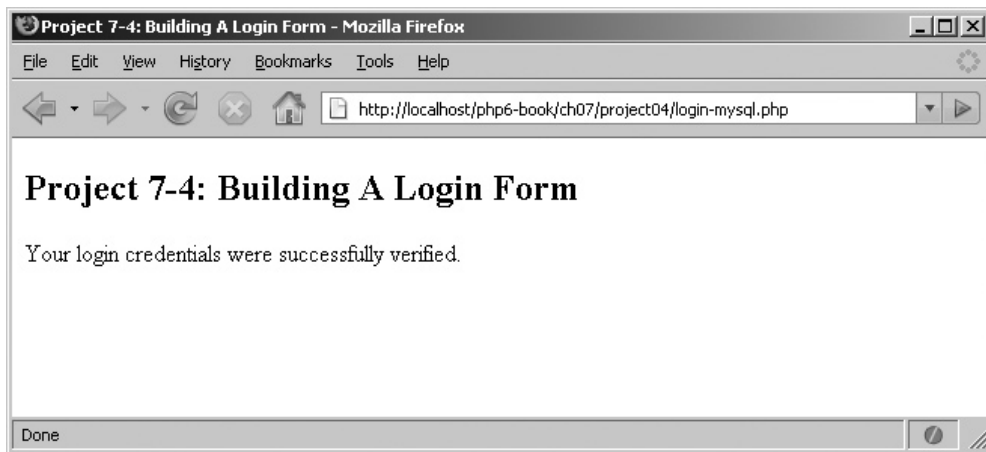 Project 7-4: Building A Login Form - Mozilla Firefox
File Edit View History Bookmarks Tools Help
http://localhost/php6-book/ch07/project04/login-mysql.php
Project 7-4: Building A Login Form
Your login credentials were successfully verified.
Done